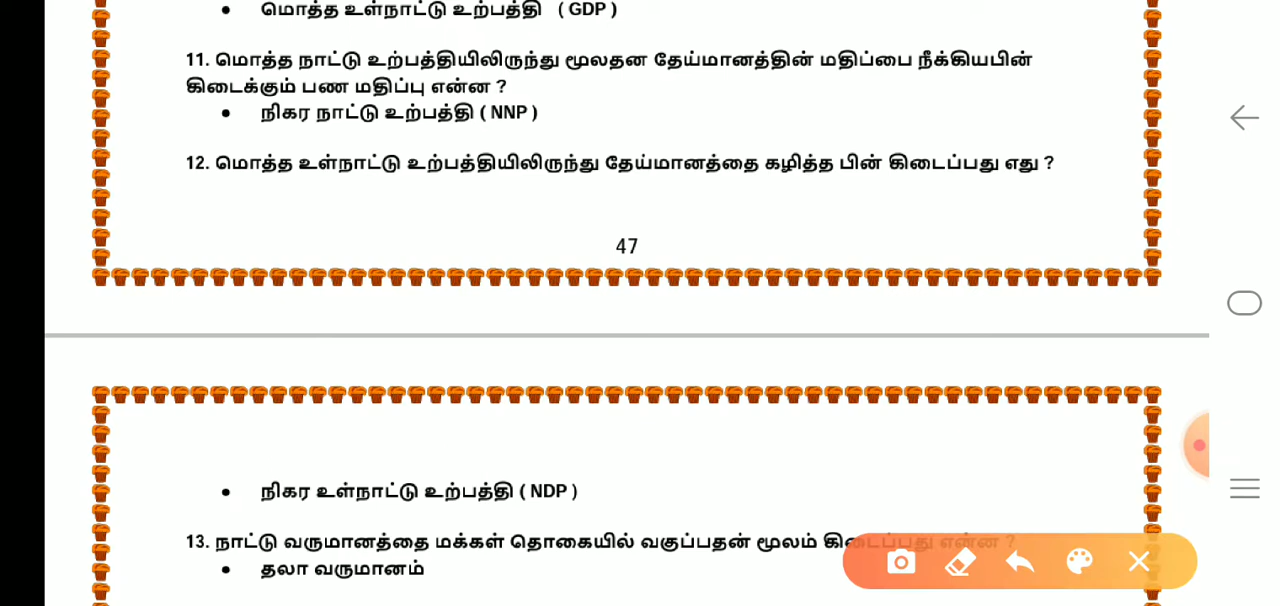 • மொத்த உள்நாட்டு உற்பத்தி ( GDP )
11. மொத்த நாட்டு உற்பத்தியிலிருந்து மூலதன தேய்மானத்தின் மதிப்பை நீக்கியபின்
கிடைக்கும் பண மதிப்பு என்ன ?
• நிகர நாட்டு உற்பத்தி ( NNP )
12. மொத்த உள்நாட்டு உற்பத்தியிலிருந்து தேய்மானத்தை கழித்த பின் கிடைப்பது எது ?
47
• நிகர உள்நாட்டு உற்பத்தி ( NDP )
13. நாட்டு வருமானத்தை மக்கள் தொகையில் வகுப்பதன் மூலம் கிடைப்பது என்ன ?
• தலா வருமானம்